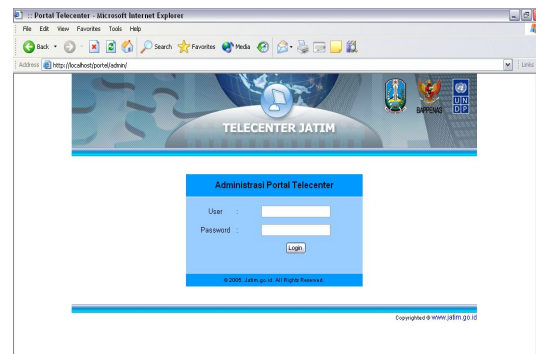 :: Portal Telecenter - Microsoft Internet Explorer
File Edit View Favorites Tools Help
Back Search Favorites Media
Address http://localhost/portel/admin/ Links
TELECENTER JATIM
BAPPENAS
UN
DP
Administrasi Portal Telecenter
User :
Password :
Login
© 2005. Jatim.go.id. All Rights Reserved.
Copyrighted © www.jatim.go.id